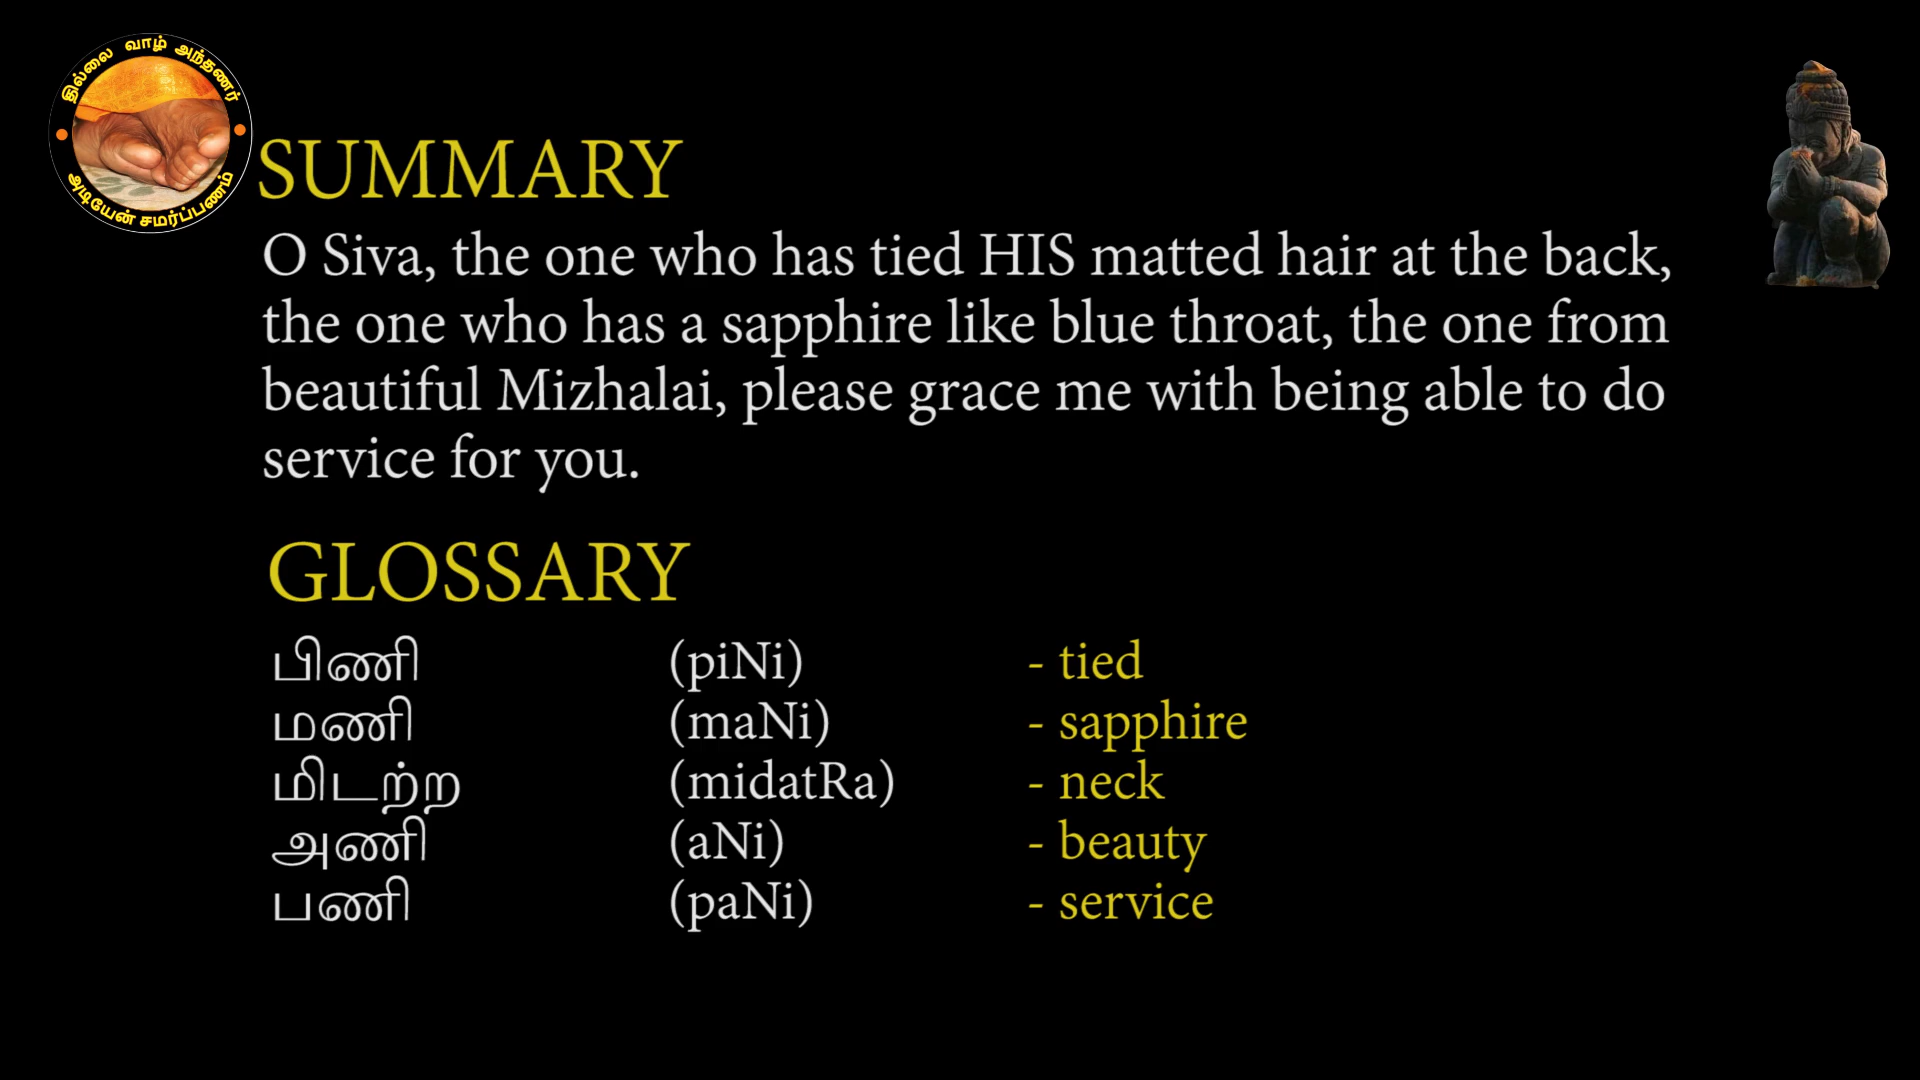 தில்லை வாழ் அந்தணர்
அடியேன் சமர்ப்பணம்
SUMMARY
O Siva, the one who has tied HIS matted hair at the back,
the one who has a sapphire like blue throat, the one from
beautiful Mizhalai, please grace me with being able to do
service for you.
GLOSSARY
பிணி (piNi) - tied
மணி (maNi) - sapphire
மிடற்ற (midatRa) - neck
அணி (aNi) - beauty
பணி (paNi) - service